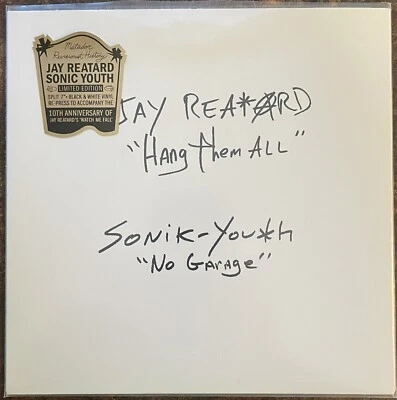 Matador
Revisionist History
JAY REATARD
SONIC YOUTH
LIMITED EDITION
SPLIT 7" • BLACK & WHITE VINYL
RE-PRESS TO ACCOMPANY THE
10TH ANNIVERSARY OF
JAY REATARD'S 'WATCH ME FALL'
JAY REA*ARD
"HANG THEM ALL"
SONIK-YOU*H
"NO GARAGE"